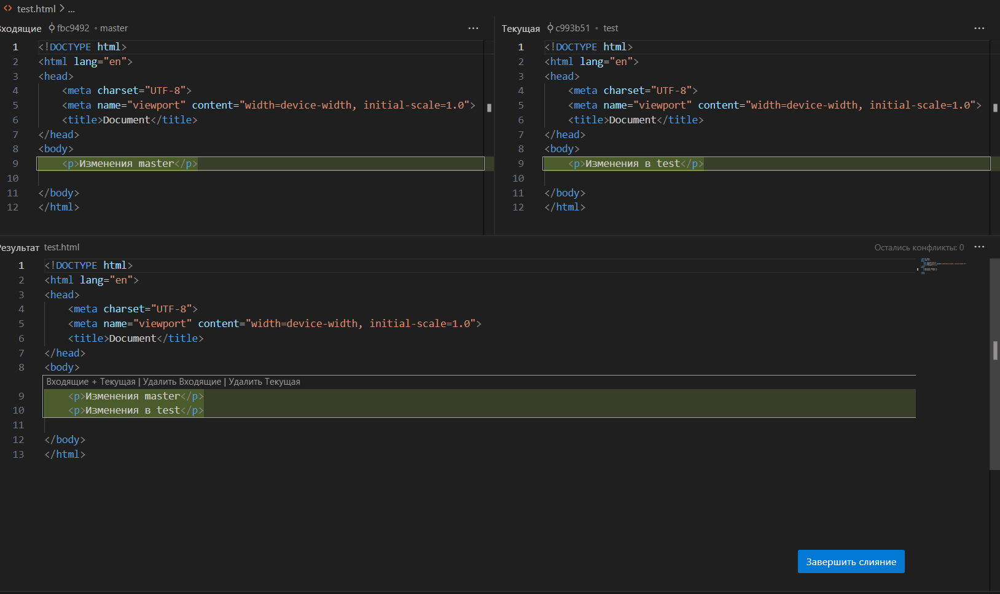 test.html > ...
Входящие fbc9492 • master ...
1 <!DOCTYPE html>
2 <html lang="en">
3 <head>
4 <meta charset="UTF-8">
5 <meta name="viewport" content="width=device-width, initial-scale=1.0">
6 <title>Document</title>
7 </head>
8 <body>
9 <p>Изменения master</p>
10
11 </body>
12 </html>
Текущая c993b51 • test ...
1 <!DOCTYPE html>
2 <html lang="en">
3 <head>
4 <meta charset="UTF-8">
5 <meta name="viewport" content="width=device-width, initial-scale=1.0">
6 <title>Document</title>
7 </head>
8 <body>
9 <p>Изменения в test</p>
10
11 </body>
12 </html>
Результат test.html Остались конфликты: 0 ...
1 <!DOCTYPE html>
2 <html lang="en">
3 <head>
4 <meta charset="UTF-8">
5 <meta name="viewport" content="width=device-width, initial-scale=1.0">
6 <title>Document</title>
7 </head>
8 <body>
Входящие + Текущая | Удалить Входящие | Удалить Текущая
9 <p>Изменения master</p>
10 <p>Изменения в test</p>
11
12 </body>
13 </html>
Завершить слияние